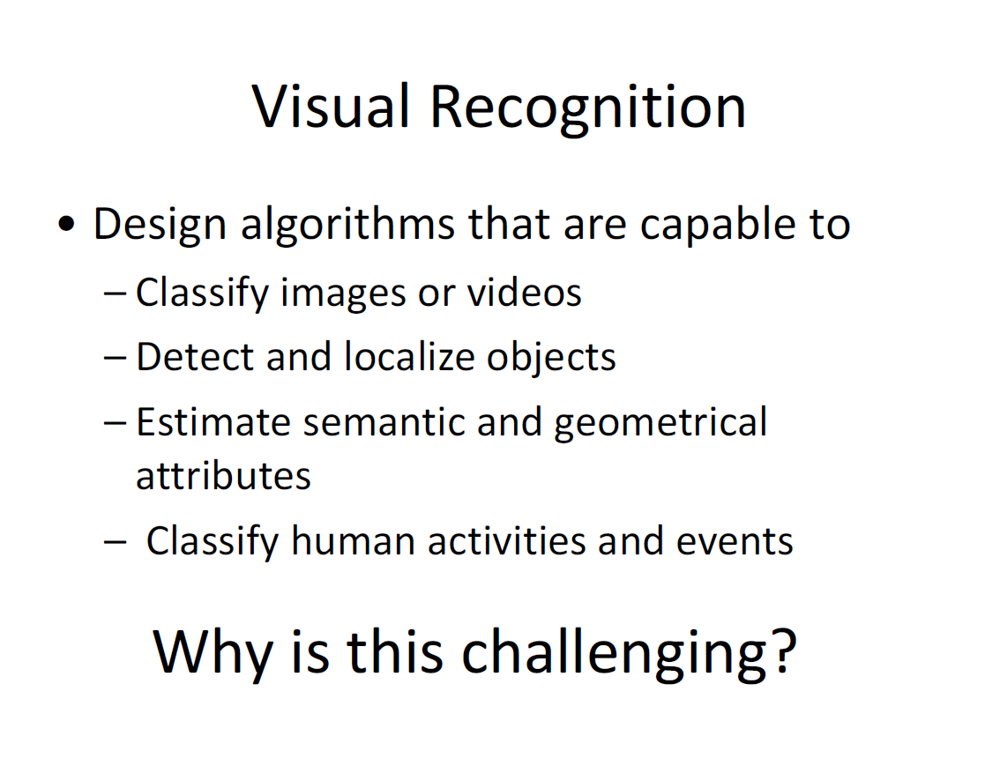 Visual Recognition
• Design algorithms that are capable to
– Classify images or videos
– Detect and localize objects
– Estimate semantic and geometrical
attributes
– Classify human activities and events
Why is this challenging?